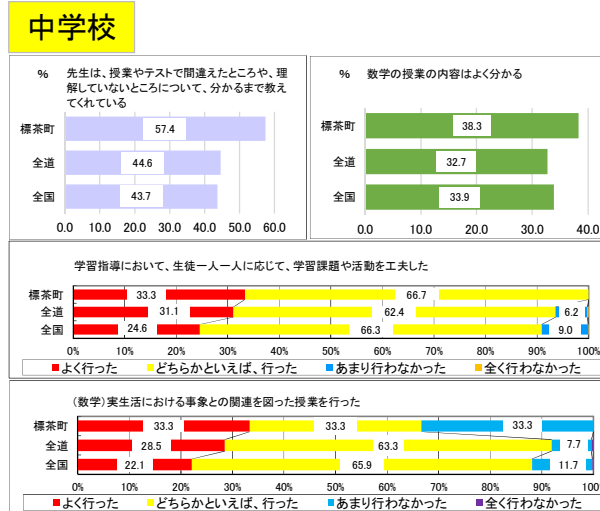 中学校
% 先生は、授業やテストで間違えたところや、理
解していないところについて、分かるまで教え
てくれている
標茶町 57.4
全道 44.6
全国 43.7
0.0 10.0 20.0 30.0 40.0 50.0 60.0
% 数学の授業の内容はよく分かる
標茶町 38.3
全道 32.7
全国 33.9
0.0 10.0 20.0 30.0 40.0
学習指導において、生徒一人一人に応じて、学習課題や活動を工夫した
標茶町 33.3 66.7
全道 31.1 62.4 6.2
全国 24.6 66.3 9.0
0% 10% 20% 30% 40% 50% 60% 70% 80% 90% 100%
よく行った どちらかといえば、行った あまり行わなかった 全く行わなかった
(数学)実生活における事象との関連を図った授業を行った
標茶町 33.3 33.3 33.3
全道 28.5 63.3 7.7
全国 22.1 65.9 11.7
0% 10% 20% 30% 40% 50% 60% 70% 80% 90% 100%
よく行った どちらかといえば、行った あまり行わなかった 全く行わなかった